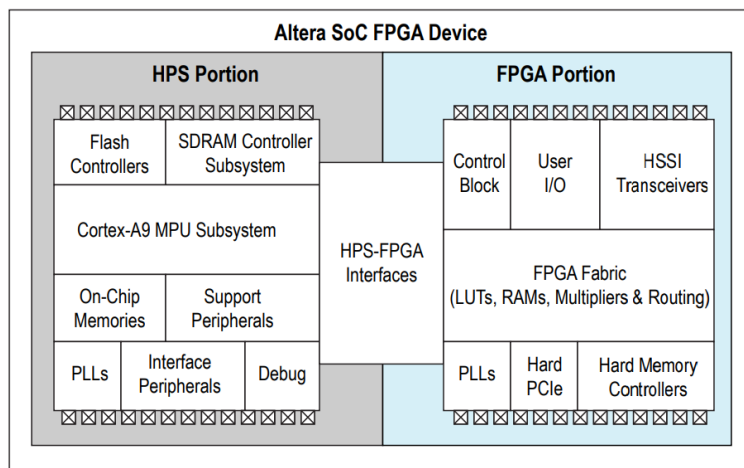 Altera SoC FPGA Device
HPS Portion
FPGA Portion
Flash
Controllers
SDRAM Controller
Subsystem
Cortex-A9 MPU Subsystem
On-Chip
Memories
Support
Peripherals
PLLs
Interface
Peripherals
Debug
HPS-FPGA
Interfaces
Control
Block
User
I/O
HSSI
Transceivers
FPGA Fabric
(LUTs, RAMs, Multipliers & Routing)
PLLs
Hard
PCIe
Hard Memory
Controllers